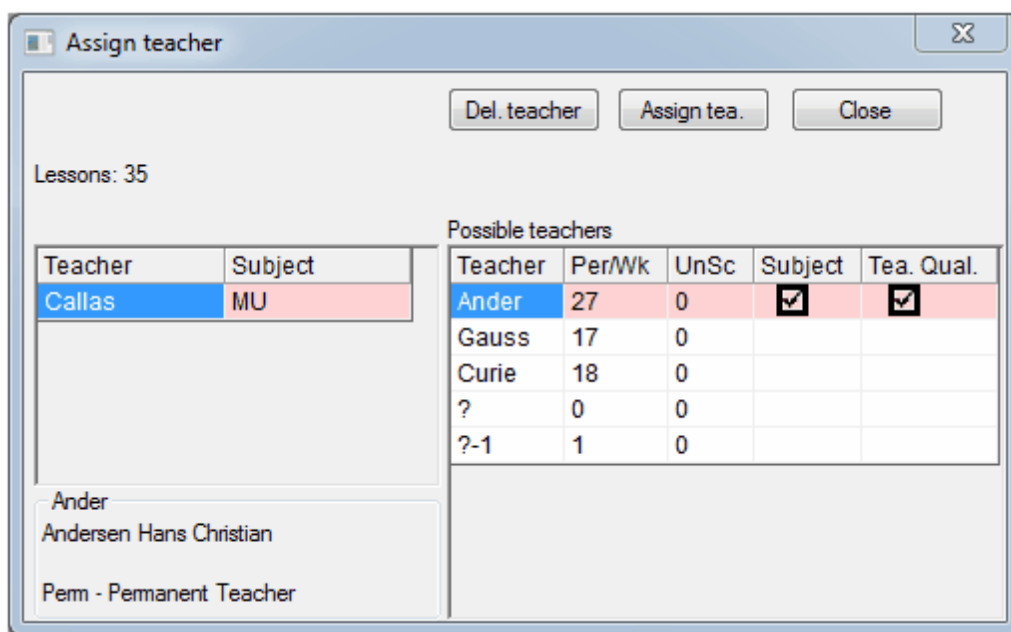 Assign teacher
Del. teacher Assign tea. Close
Lessons: 35
Possible teachers
Teacher Subject
Callas MU
Teacher Per/Wk UnSc Subject Tea. Qual.
Ander 27 0
Gauss 17 0
Curie 18 0
? 0 0
?-1 1 0
Ander
Andersen Hans Christian
Perm - Permanent Teacher